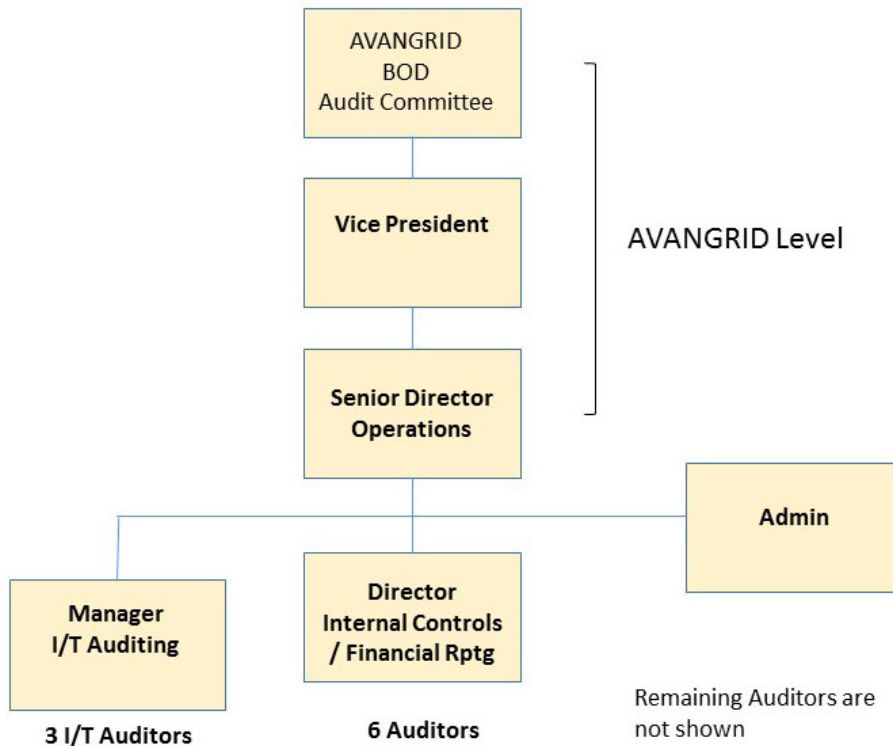 AVANGRID
BOD
Audit Committee
Vice President
AVANGRID Level
Senior Director
Operations
Admin
Manager
I/T Auditing
Director
Internal Controls
/ Financial Rptg
3 I/T Auditors
6 Auditors
Remaining Auditors are
not shown